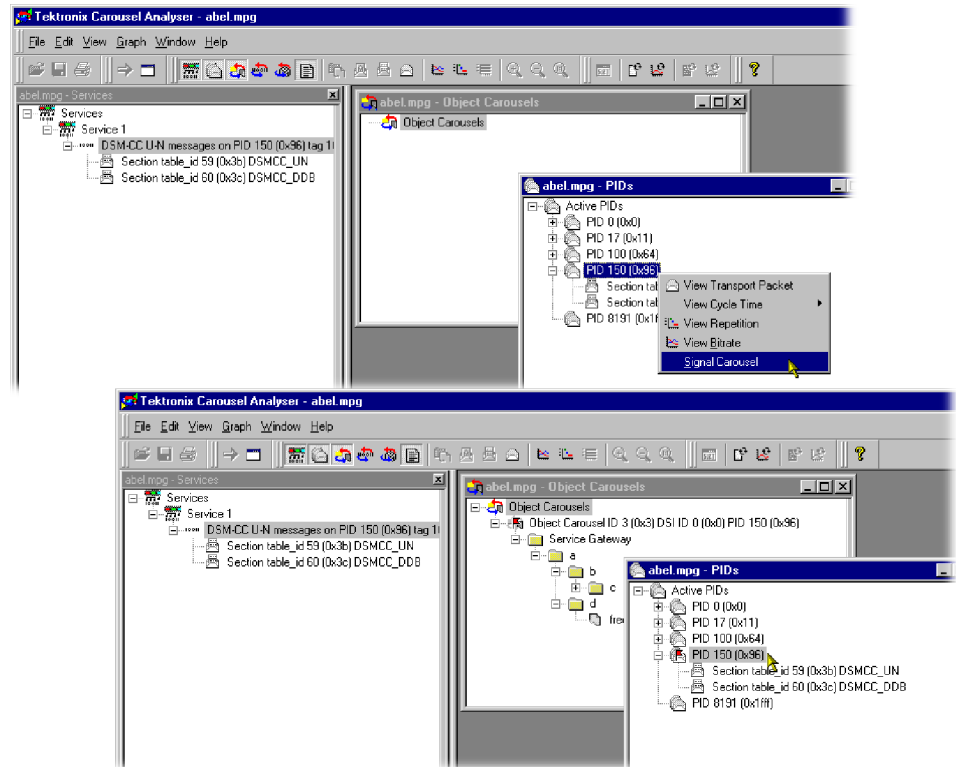 Tektronix Carousel Analyser - abel.mpg
File Edit View Graph Window Help
abel.mpg - Services
Services
Service 1
DSM-CC U-N messages on PID 150 (0x96) tag 1
Section table_id 59 (0x3b) DSMCC_UN
Section table_id 60 (0x3c) DSMCC_DDB
abel.mpg - Object Carousels
Object Carousels
abel.mpg - PIDs
Active PIDs
PID 0 (0x0)
PID 17 (0x11)
PID 100 (0x64)
PID 150 (0x96)
Section tab
Section tab
PID 8191 (0x1f
View Transport Packet
View Cycle Time
View Repetition
View Bitrate
Signal Carousel
Tektronix Carousel Analyser - abel.mpg
File Edit View Graph Window Help
abel.mpg - Services
Services
Service 1
DSM-CC U-N messages on PID 150 (0x96) tag 1
Section table_id 59 (0x3b) DSMCC_UN
Section table_id 60 (0x3c) DSMCC_DDB
abel.mpg - Object Carousels
Object Carousels
Object Carousel ID 3 (0x3) DSI ID 0 (0x0) PID 150 (0x96)
Service Gateway
a
b
c
d
fre
abel.mpg - PIDs
Active PIDs
PID 0 (0x0)
PID 17 (0x11)
PID 100 (0x64)
PID 150 (0x96)
Section table_id 59 (0x3b) DSMCC_UN
Section table_id 60 (0x3c) DSMCC_DDB
PID 8191 (0x1fff)